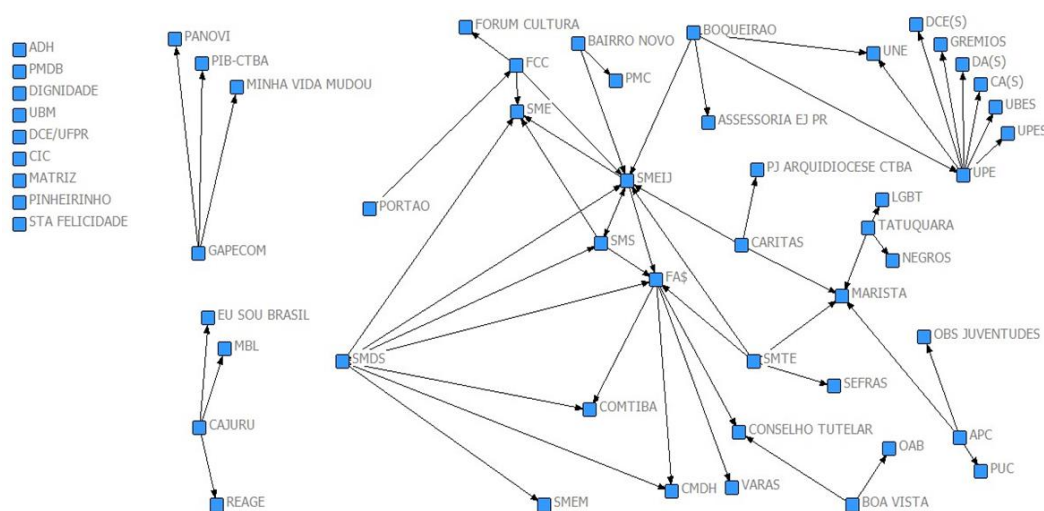 ADH
PMDB
DIGNIDADE
UBM
DCE/UFPR
CIC
MATRIZ
PINHEIRINHO
STA FELICIDADE
PANOVI
PIB-CTBA
MINHA VIDA MUDOU
GAPECOM
EU SOU BRASIL
MBL
CAJURU
REAGE
FORUM CULTURA
FCC
SME
BAIRRO NOVO
PMC
PORTAO
SMEIJ
SMS
FA$
SMDS
COMTIBA
SMEM
CMDH
VARAS
CONSELHO TUTELAR
BOQUEIRAO
ASSESSORIA EJ PR
UNE
DCE(S)
GREMIOS
DA(S)
CA(S)
UBES
UPES
UPE
PJ ARQUIDIOCESE CTBA
CARITAS
LGBT
TATUQUARA
NEGROS
MARISTA
SMTE
SEFRAS
OBS JUVENTUDES
APC
PUC
OAB
BOA VISTA